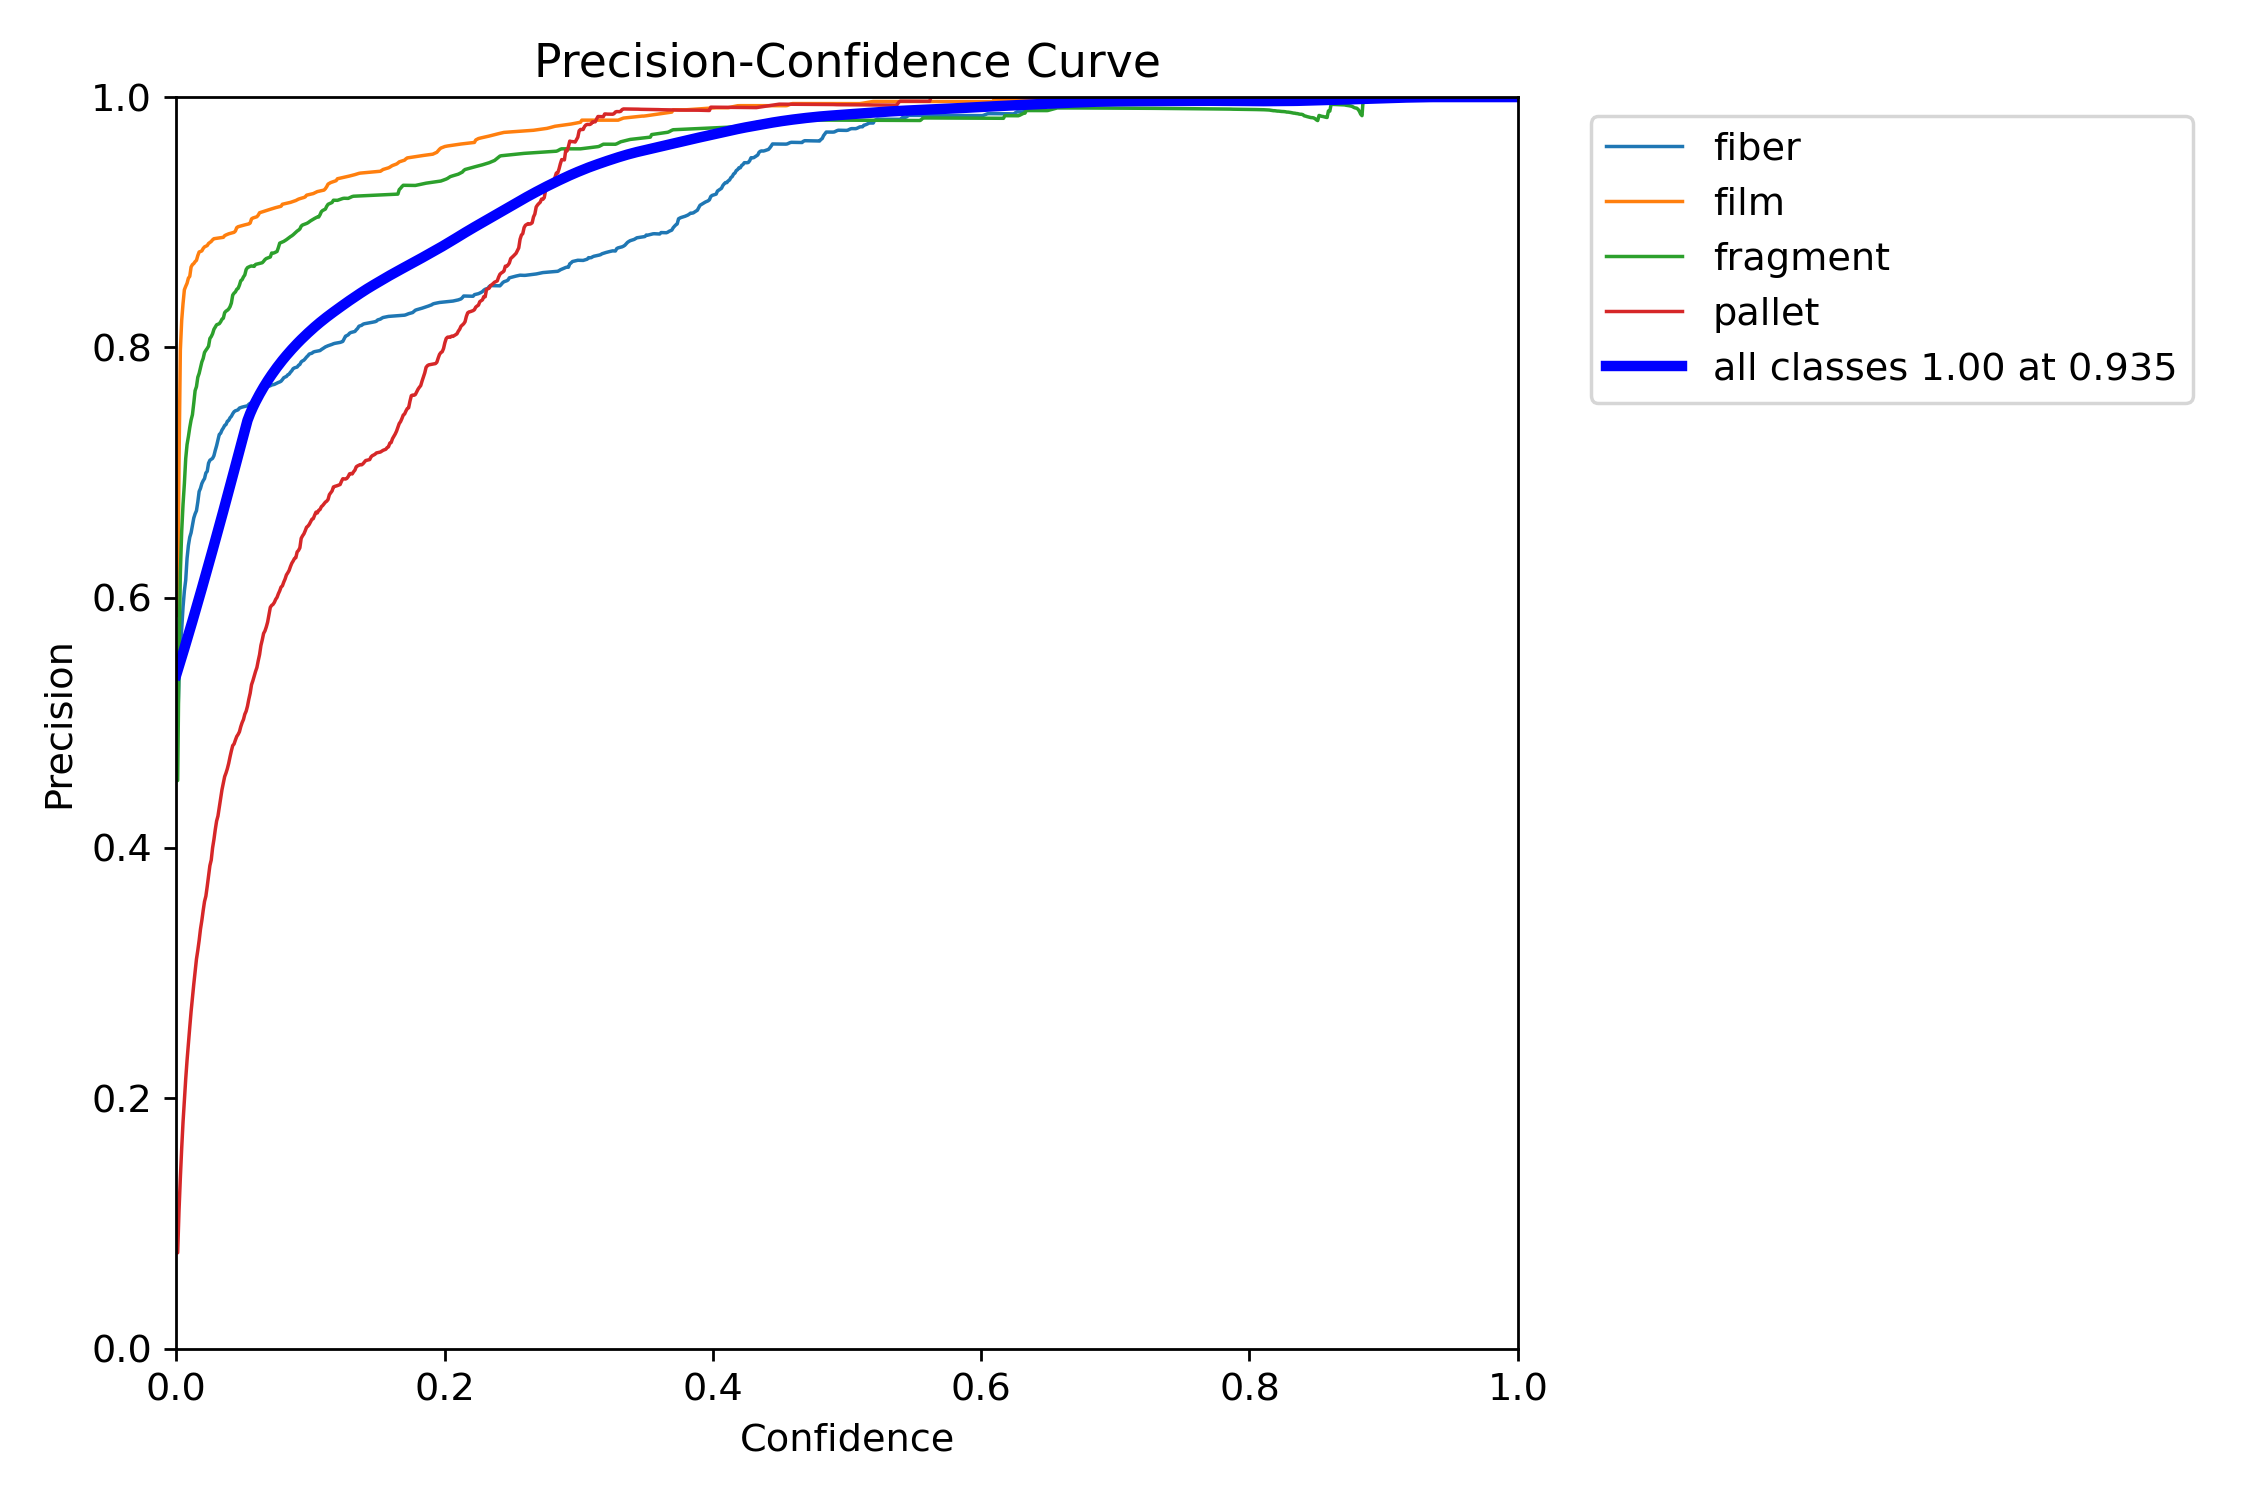 Precision-Confidence Curve
1.0
0.8
0.6
0.4
0.2
0.0
Precision
0.0 0.2 0.4 0.6 0.8 1.0
Confidence
fiber
film
fragment
pallet
all classes 1.00 at 0.935